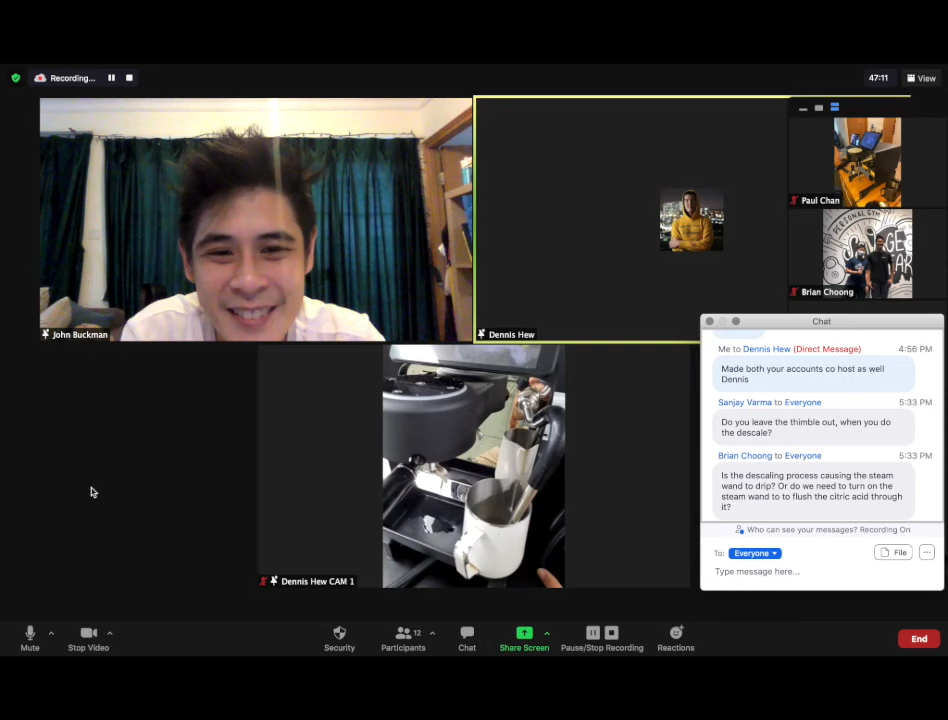 Recording...
47:11
View
John Buckman
Dennis Hew
Paul Chan
PERSONAL GYM
Brian Choong
Dennis Hew CAM 1
Chat
Me to Dennis Hew (Direct Message) 4:56 PM
Made both your accounts co host as well
Dennis
Sanjay Varma to Everyone 5:33 PM
Do you leave the thimble out, when you do
the descale?
Brian Choong to Everyone 5:33 PM
Is the descaling process causing the steam
wand to drip? Or do we need to turn on the
steam wand to to flush the citric acid through
it?
Who can see your messages? Recording On
To: Everyone
File
Type message here...
Mute
Stop Video
Security
Participants
12
Chat
Share Screen
Pause/Stop Recording
Reactions
End